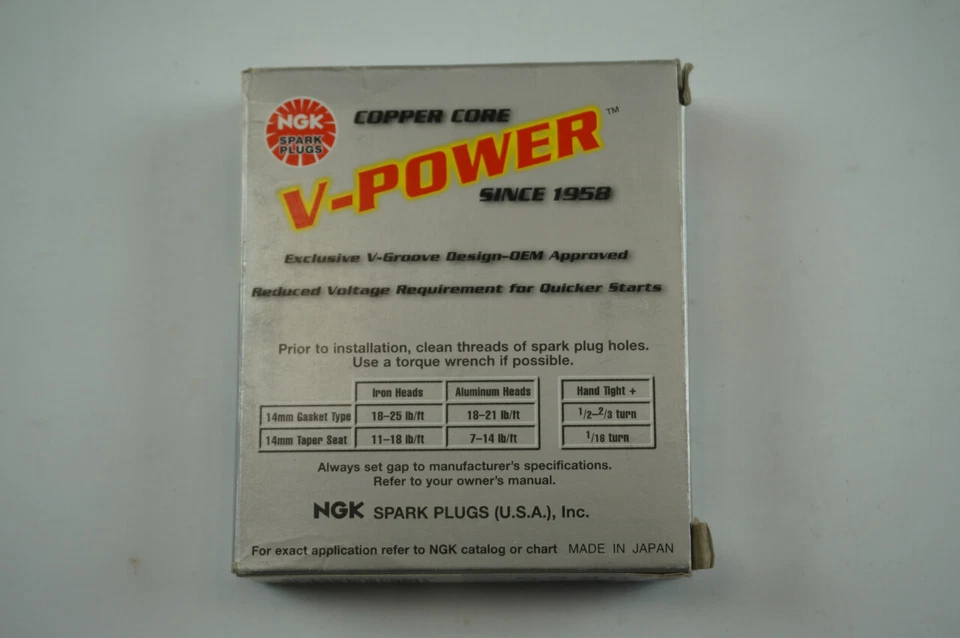 NGK
SPARK
PLUGS
COPPER CORE
V-POWER™
SINCE 1958
Exclusive V-Groove Design-OEM Approved
Reduced Voltage Requirement for Quicker Starts
Prior to installation, clean threads of spark plug holes.
Use a torque wrench if possible.
Iron Heads Aluminum Heads Hand Tight +
14mm Gasket Type 18-25 lb/ft 18-21 lb/ft 1/2-2/3 turn
14mm Taper Seat 11-18 lb/ft 7-14 lb/ft 1/16 turn
Always set gap to manufacturer's specifications.
Refer to your owner's manual.
NGK SPARK PLUGS (U.S.A.), Inc.
For exact application refer to NGK catalog or chart MADE IN JAPAN